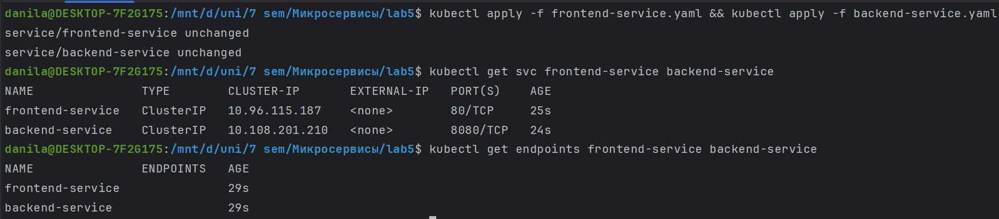 danila@DESKTOP-7F2G175:/mnt/d/uni/7 sem/Микросервисы/lab5$ kubectl apply -f frontend-service.yaml && kubectl apply -f backend-service.yaml
service/frontend-service unchanged
service/backend-service unchanged
danila@DESKTOP-7F2G175:/mnt/d/uni/7 sem/Микросервисы/lab5$ kubectl get svc frontend-service backend-service
NAME               TYPE        CLUSTER-IP       EXTERNAL-IP   PORT(S)    AGE
frontend-service   ClusterIP   10.96.115.187    <none>        80/TCP     25s
backend-service    ClusterIP   10.108.201.210   <none>        8080/TCP   24s
danila@DESKTOP-7F2G175:/mnt/d/uni/7 sem/Микросервисы/lab5$ kubectl get endpoints frontend-service backend-service
NAME               ENDPOINTS   AGE
frontend-service               29s
backend-service                29s